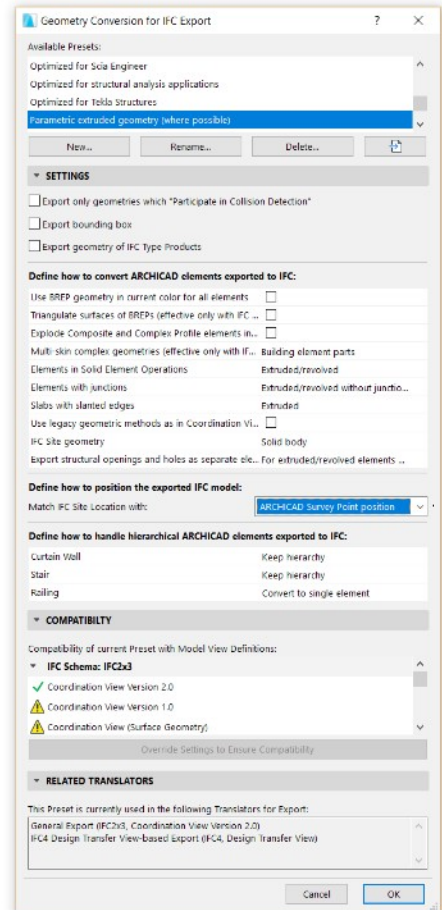 Geometry Conversion for IFC Export ? ×
Available Presets:
Optimized for Scia Engineer
Optimized for structural analysis applications
Optimized for Tekla Structures
Parametric extruded geometry (where possible)
New... Rename... Delete...
SETTINGS
Export only geometries which "Participate in Collision Detection"
Export bounding box
Export geometry of IFC Type Products
Define how to convert ARCHICAD elements exported to IFC:
Use BREP geometry in current color for all elements
Triangulate surfaces of BREPs (effective only with IFC ...
Explode Composite and Complex Profile elements in...
Multi-skin complex geometries (effective only with IF... Building element parts
Elements in Solid Element Operations Extruded/revolved
Elements with junctions Extruded/revolved without junctio...
Slabs with slanted edges Extruded
Use legacy geometric methods as in Coordination Vi...
IFC Site geometry Solid body
Export structural openings and holes as separate ele... For extruded/revolved elements ...
Define how to position the exported IFC model:
Match IFC Site Location with: ARCHICAD Survey Point position
Define how to handle hierarchical ARCHICAD elements exported to IFC:
Curtain Wall Keep hierarchy
Stair Keep hierarchy
Railing Convert to single element
COMPATIBILTY
Compatibility of current Preset with Model View Definitions:
IFC Schema: IFC2x3
Coordination View Version 2.0
Coordination View Version 1.0
Coordination View (Surface Geometry)
Override Settings to Ensure Compatibility
RELATED TRANSLATORS
This Preset is currently used in the following Translators for Export:
General Export (IFC2x3, Coordination View Version 2.0)
IFC4 Design Transfer View-based Export (IFC4, Design Transfer View)
Cancel OK